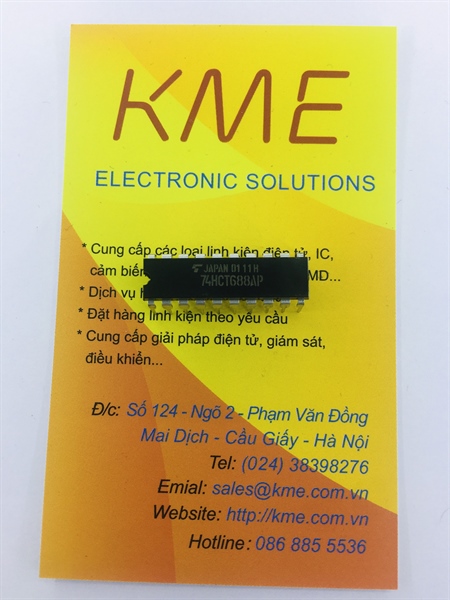 KME
ELECTRONIC SOLUTIONS
* Cung cấp các loại linh kiện điện tử, IC,
cảm biến MD...
* Dịch vụ
* Đặt hàng linh kiện theo yêu cầu
* Cung cấp giải pháp điện tử, giám sát,
điều khiển...
JAPAN 0111H
74HCT688AP
Đ/c: Số 124 - Ngõ 2 - Phạm Văn Đồng
Mai Dịch - Cầu Giấy - Hà Nội
Tel: (024) 38398276
Emial: sales@kme.com.vn
Website: http://kme.com.vn
Hotline: 086 885 5536